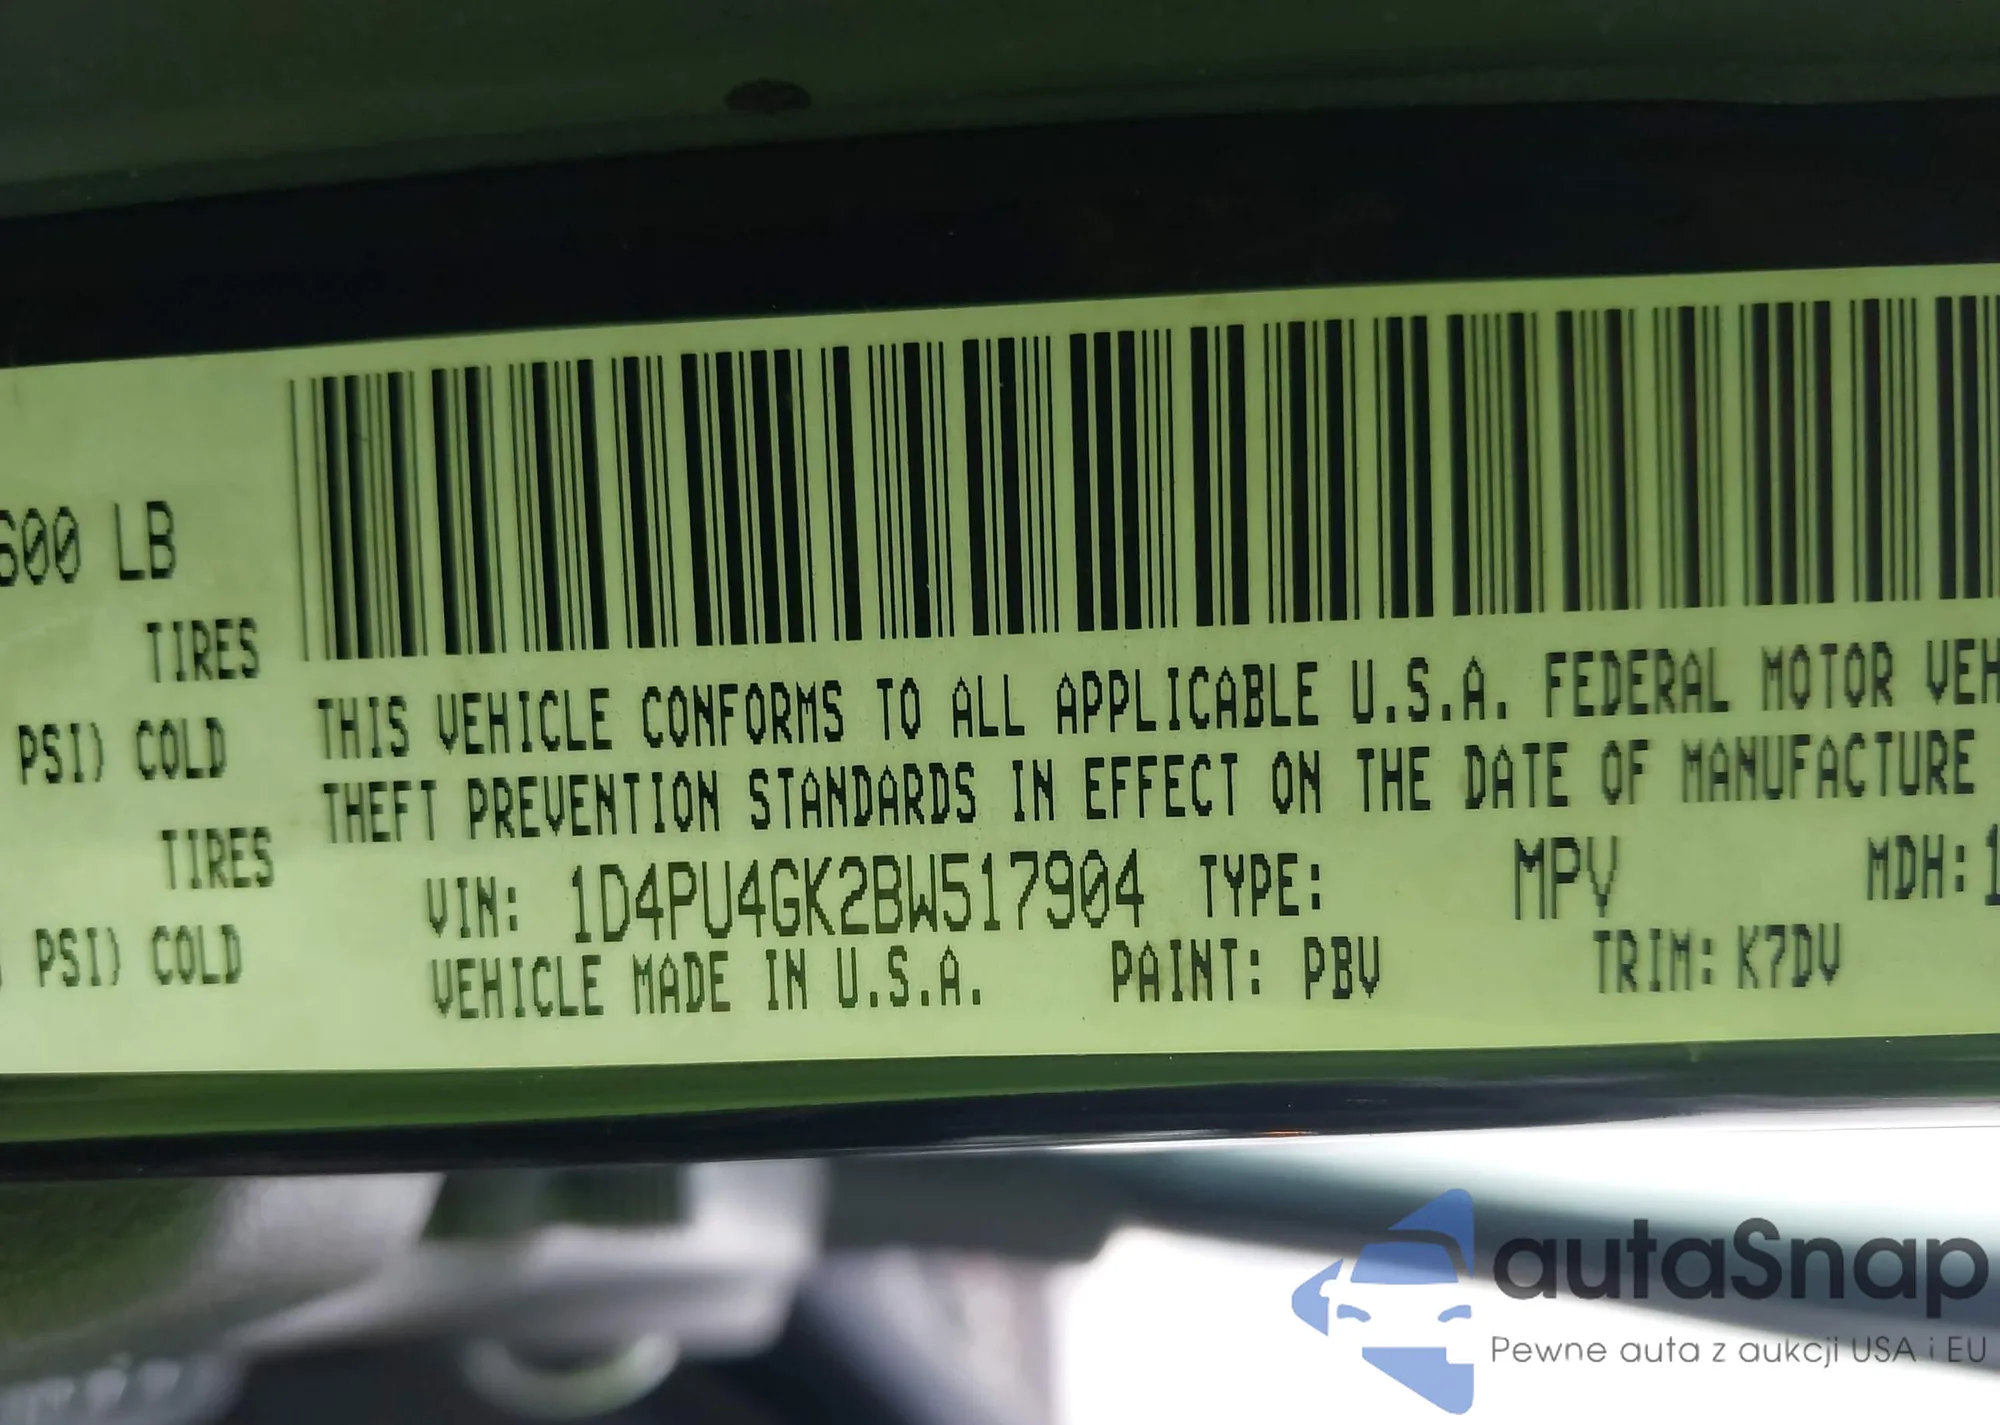 600 LB
TIRES
THIS VEHICLE CONFORMS TO ALL APPLICABLE U.S.A. FEDERAL MOTOR VEH
PSI) COLD
THEFT PREVENTION STANDARDS IN EFFECT ON THE DATE OF MANUFACTURE
TIRES
VIN: 1D4PU4GK2BW517904 TYPE: MPV MDH: 1
PSI) COLD
VEHICLE MADE IN U.S.A. PAINT: PBV TRIM: K7DV
autaSnap
Pewne auta z aukcji USA i EU